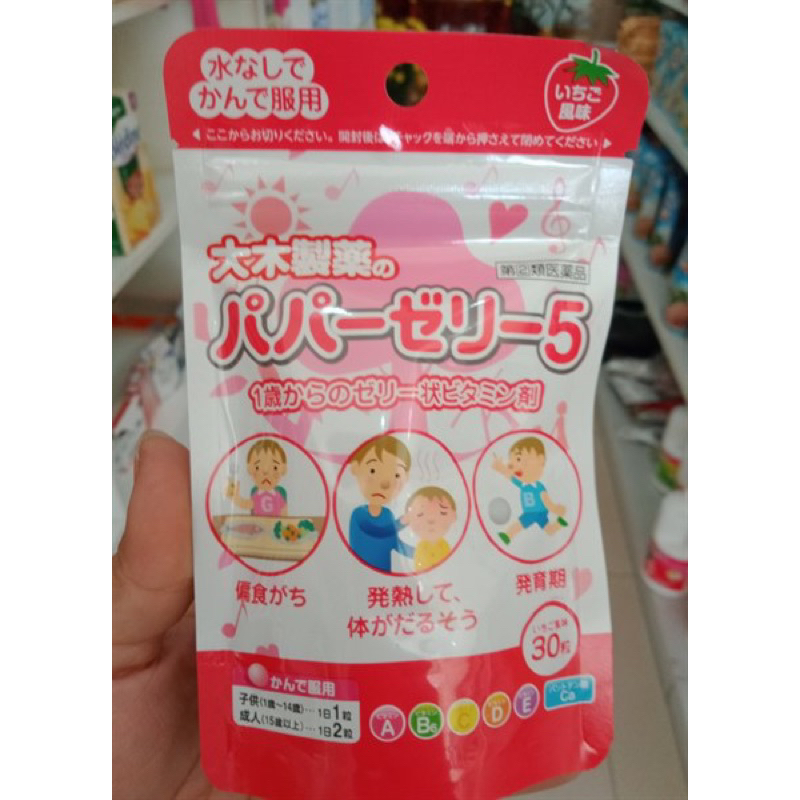 水なしで
かんで服用
いちご
風味
◀ ここからお切りください。開封後は チャックを端から押さえて閉めてください ▶
大木製薬の
指定②類医薬品
パパーゼリー5
1歳からのゼリー状ビタミン剤
G
B
偏食がち
発熱して、
体がだるそう
発育期
いちご風味
30粒
かんで服用
子供(1歳〜14歳)…1日1粒
成人(15歳以上)…1日2粒
A
B6
C
D
E
Ca